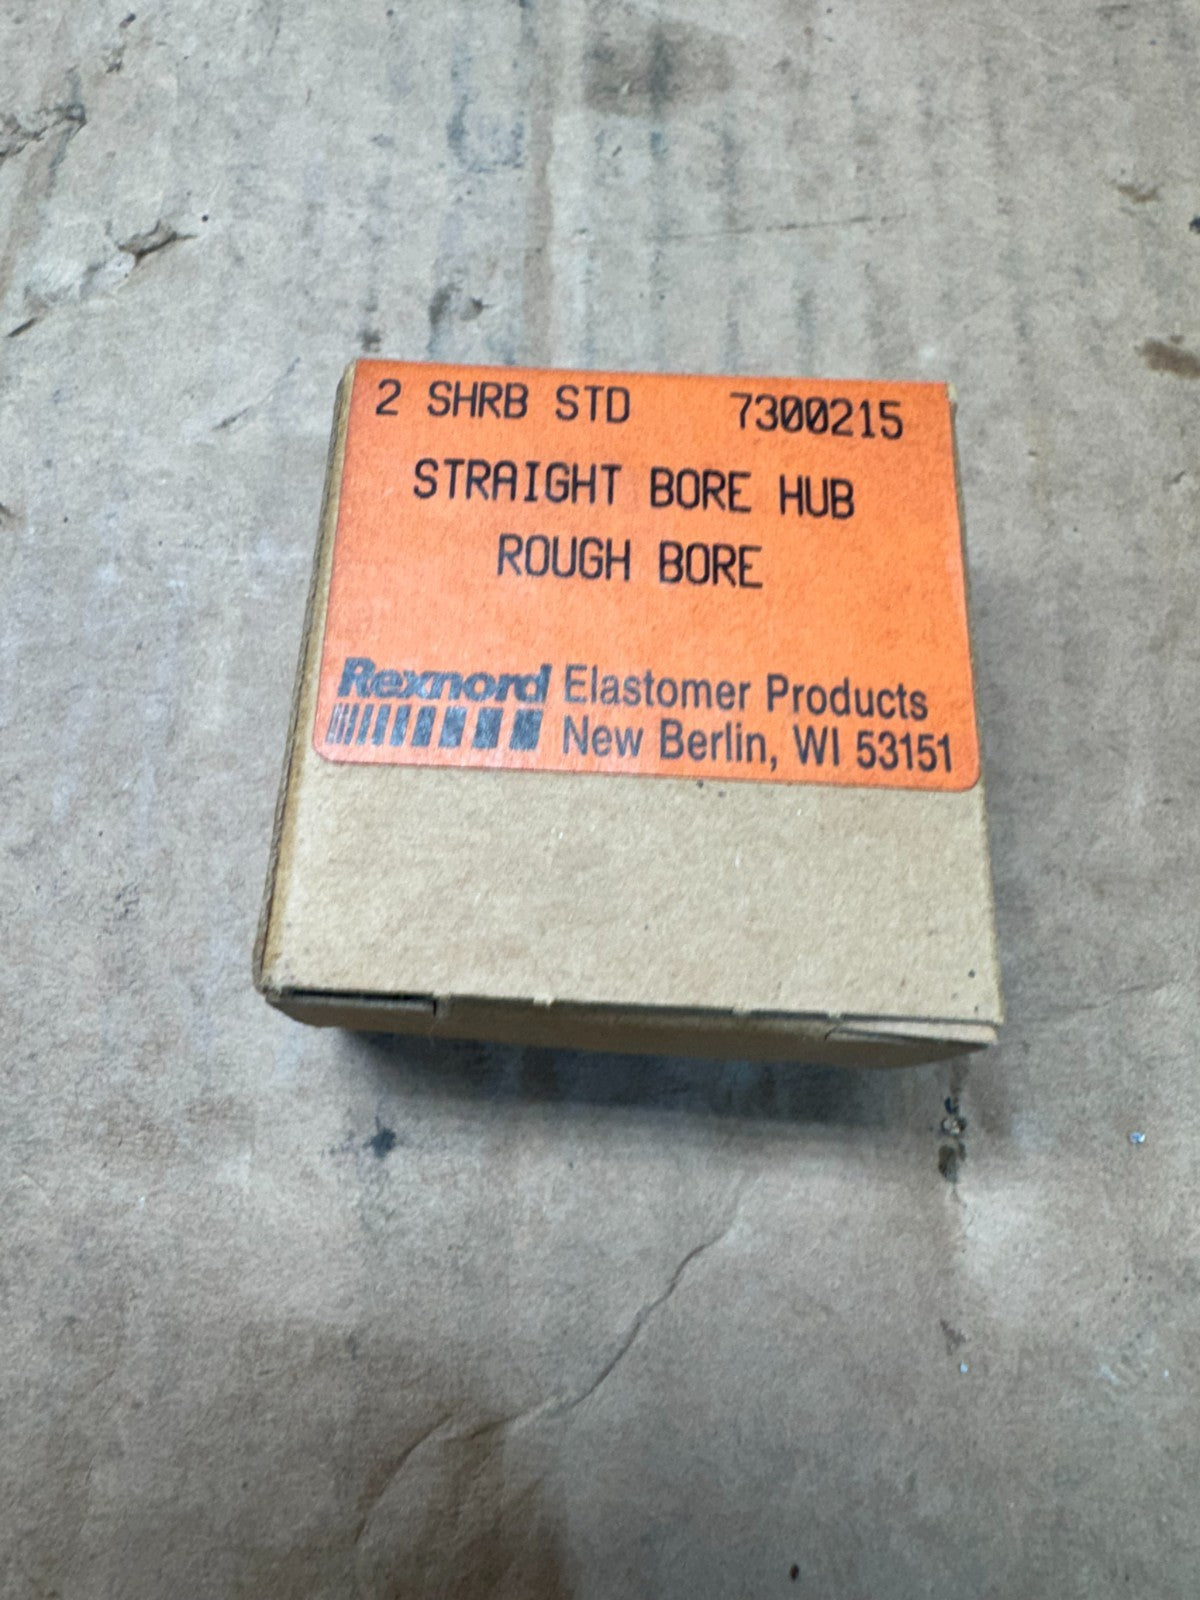 2 SHRB STD 7300215
STRAIGHT BORE HUB
ROUGH BORE
Rexnord Elastomer Products
New Berlin, WI 53151